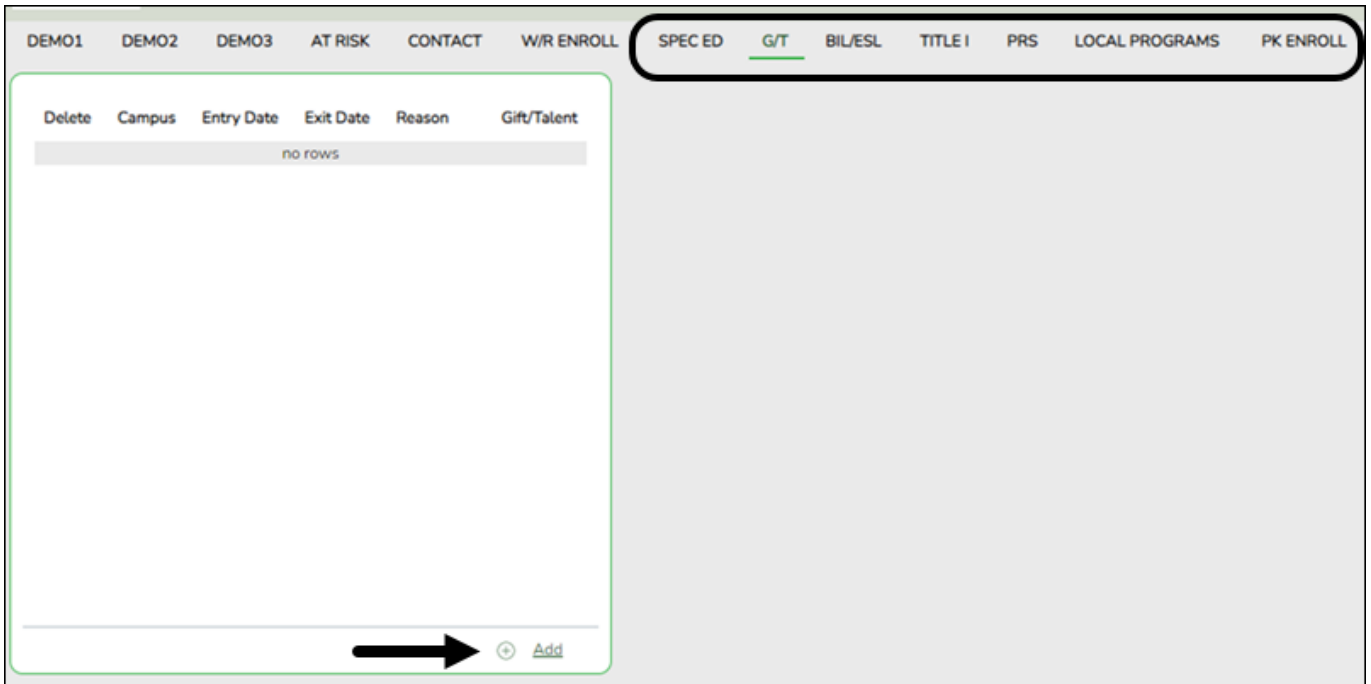 DEMO1 DEMO2 DEMO3 AT RISK CONTACT W/R ENROLL SPEC ED G/T BIL/ESL TITLE I PRS LOCAL PROGRAMS PK ENROLL
Delete Campus Entry Date Exit Date Reason Gift/Talent
no rows
Add